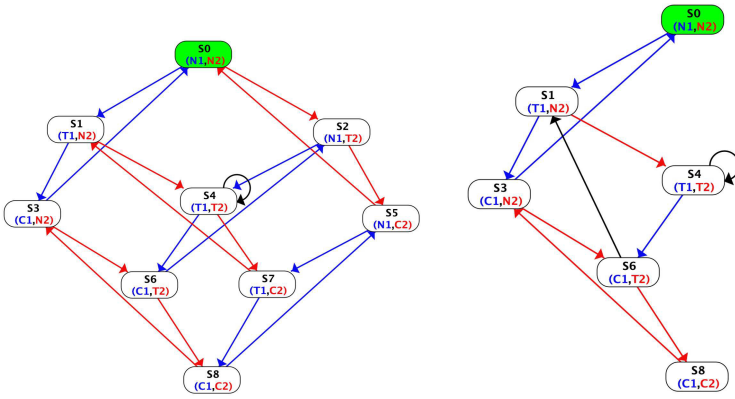 S0
(N1,N2)
S1
(T1,N2)
S2
(N1,T2)
S4
(T1,T2)
S3
(C1,N2)
S5
(N1,C2)
S6
(C1,T2)
S7
(T1,C2)
S8
(C1,C2)
S0
(N1,N2)
S1
(T1,N2)
S4
(T1,T2)
S3
(C1,N2)
S6
(C1,T2)
S8
(C1,C2)